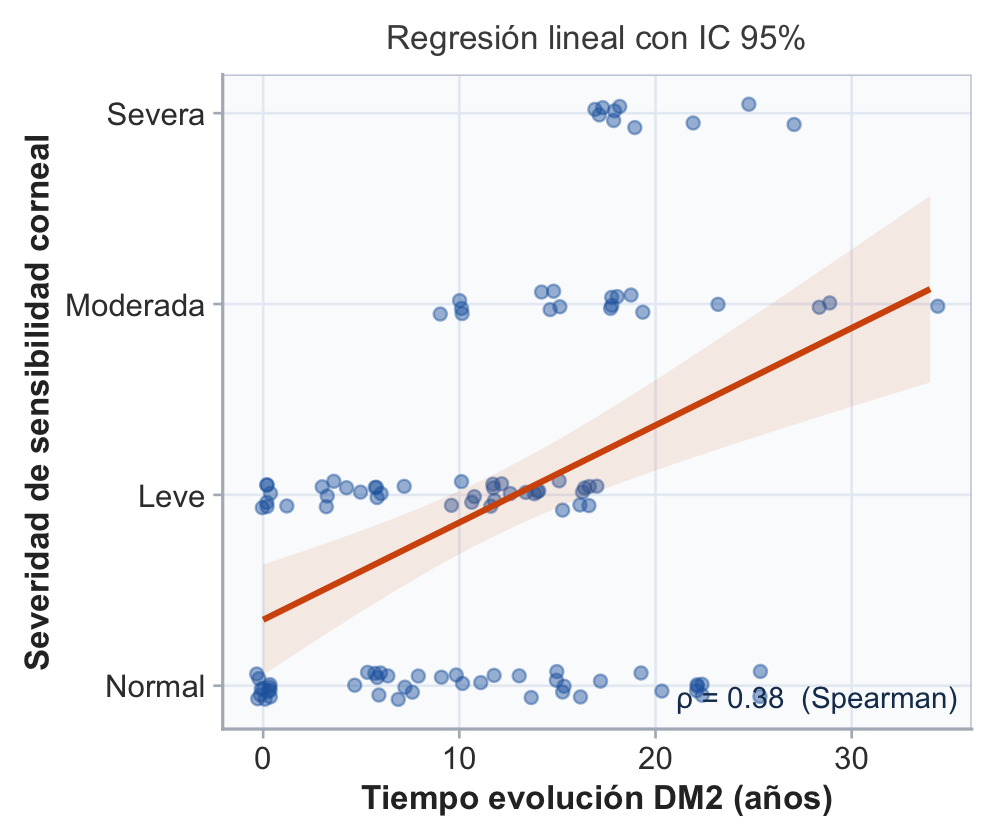 Regresión lineal con IC 95%
Severidad de sensibilidad corneal
Severa
Moderada
Leve
Normal
ρ = 0.38 (Spearman)
0 10 20 30
Tiempo evolución DM2 (años)